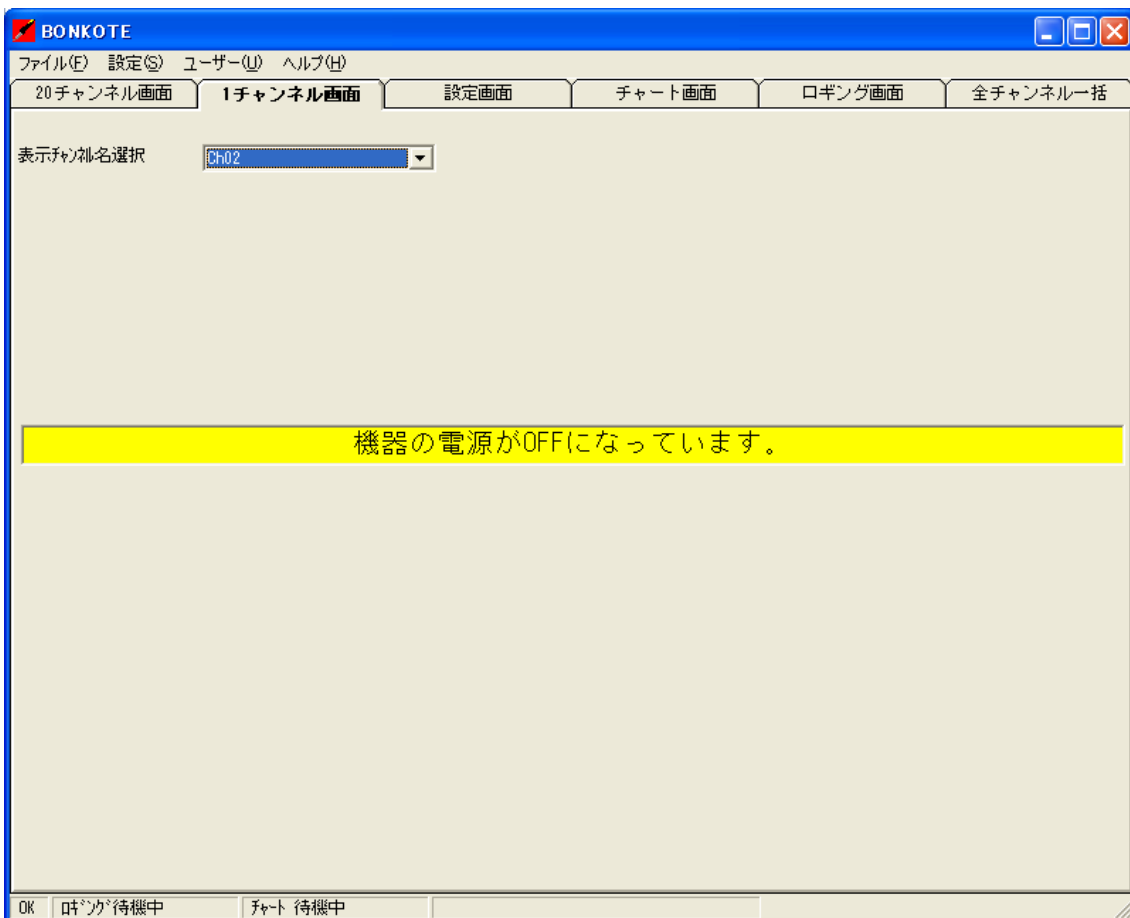 BONKOTE
ファイル(F) 設定(S) ユーザー(U) ヘルプ(H)
20チャンネル画面 1チャンネル画面 設定画面 チャート画面 ロギング画面 全チャンネル一括
表示ﾁｬﾝﾈﾙ名選択 Ch02
機器の電源がOFFになっています。
OK ﾛｷﾞﾝｸﾞ待機中 ﾁｬｰﾄ 待機中